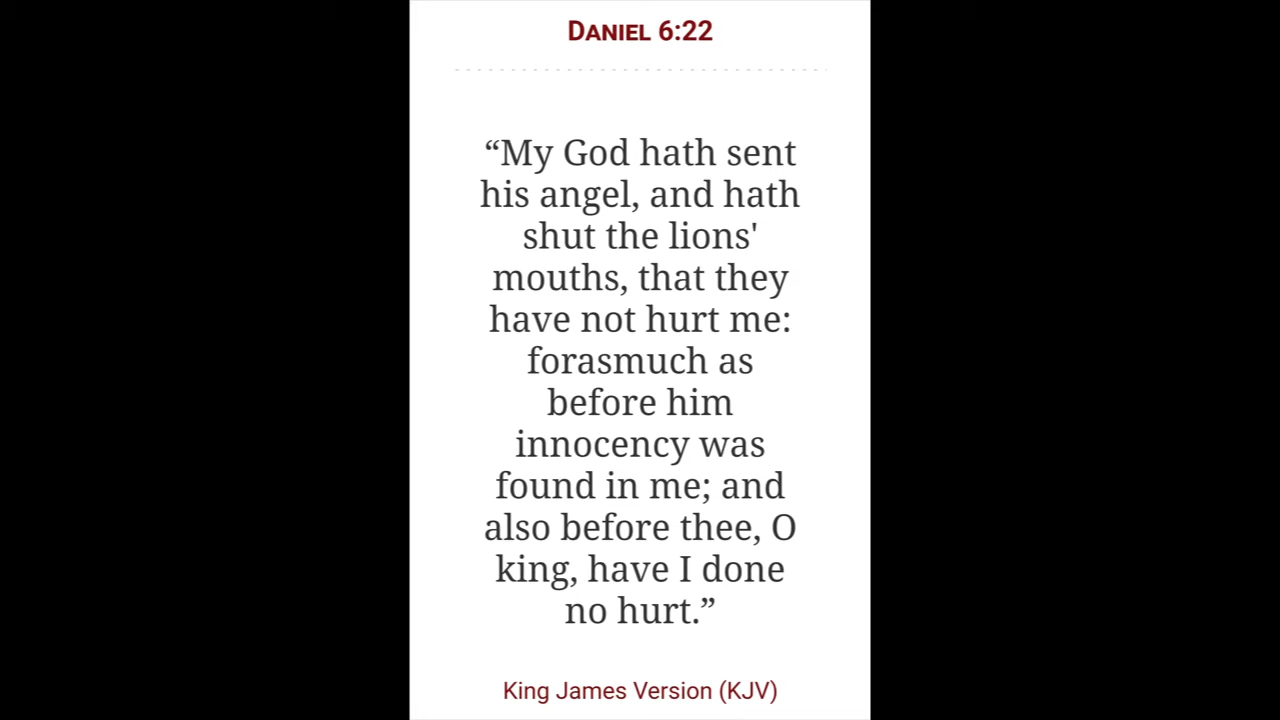 DANIEL 6:22
“My God hath sent
his angel, and hath
shut the lions'
mouths, that they
have not hurt me:
forasmuch as
before him
innocency was
found in me; and
also before thee, O
king, have I done
no hurt.”
King James Version (KJV)